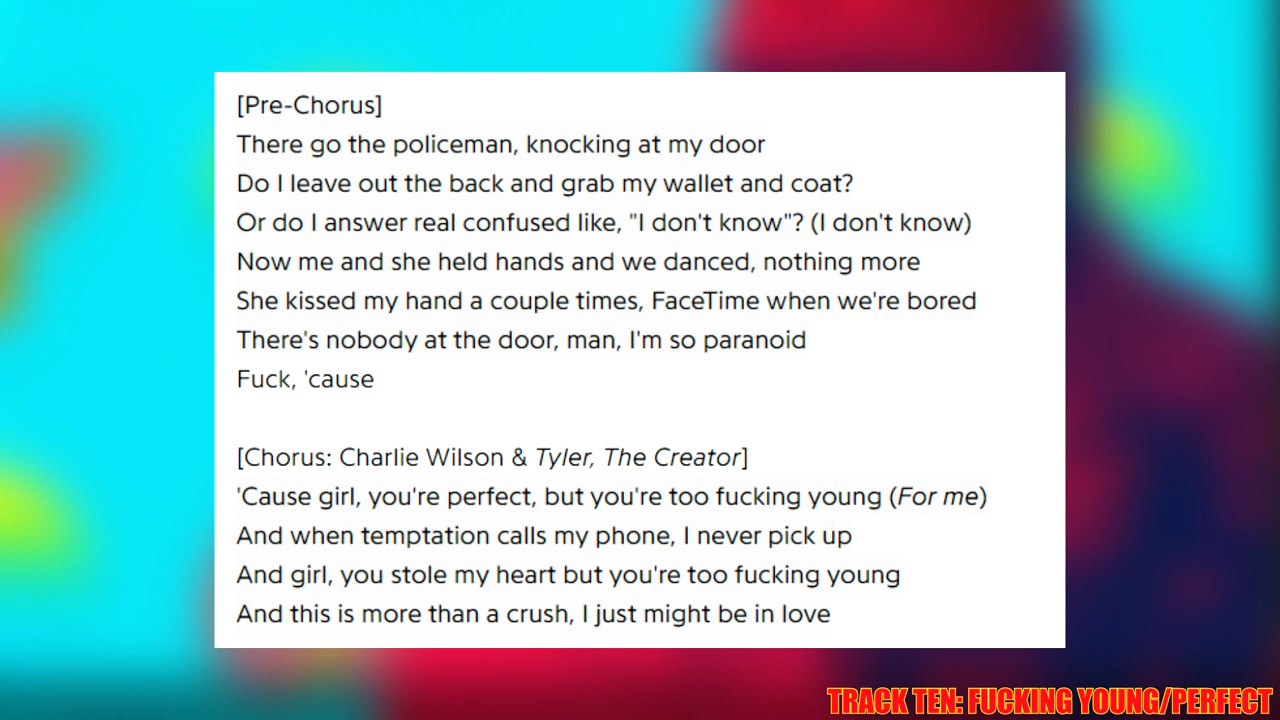 [Pre-Chorus]
There go the policeman, knocking at my door
Do I leave out the back and grab my wallet and coat?
Or do I answer real confused like, "I don't know"? (I don't know)
Now me and she held hands and we danced, nothing more
She kissed my hand a couple times, FaceTime when we're bored
There's nobody at the door, man, I'm so paranoid
Fuck, 'cause
[Chorus: Charlie Wilson & Tyler, The Creator]
'Cause girl, you're perfect, but you're too fucking young (For me)
And when temptation calls my phone, I never pick up
And girl, you stole my heart but you're too fucking young
And this is more than a crush, I just might be in love
TRACK TEN: FUCKING YOUNG/PERFECT